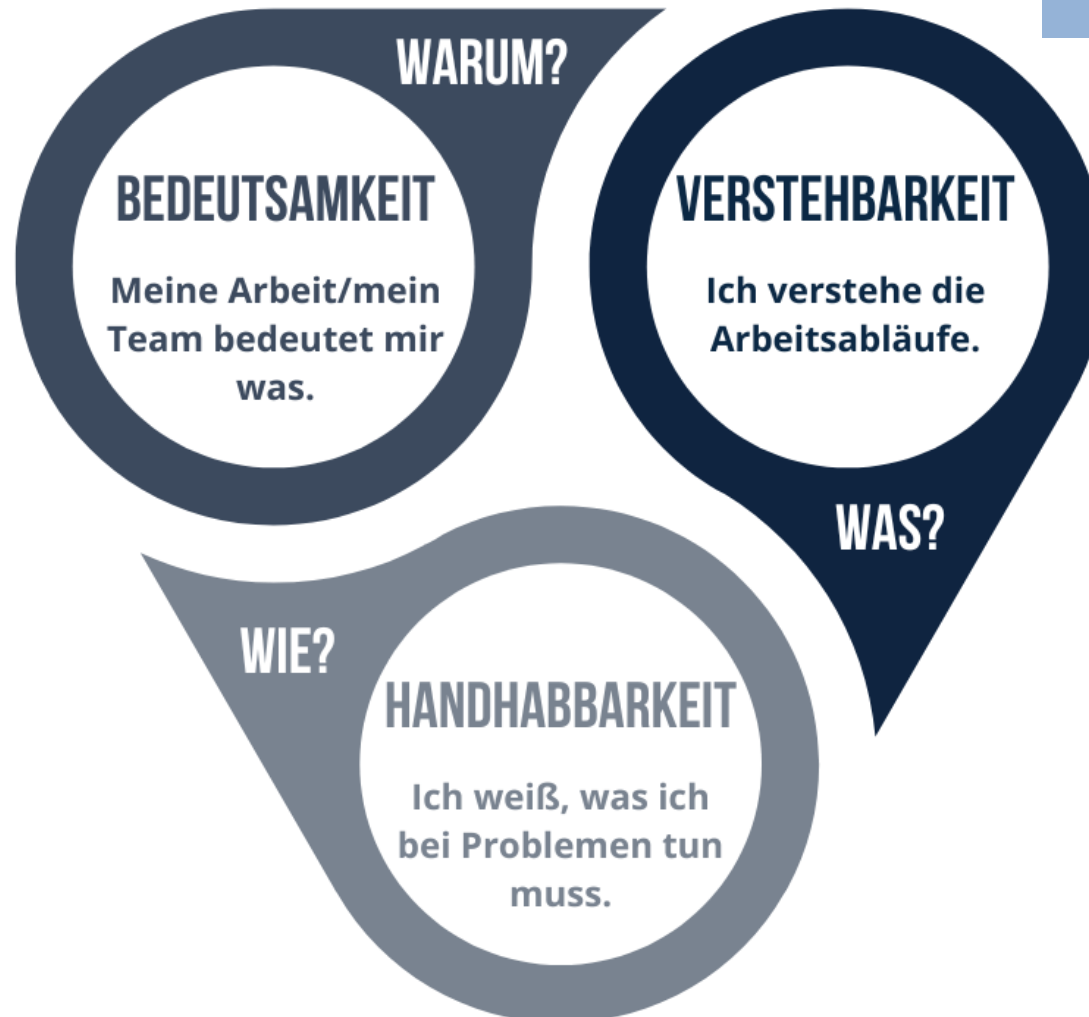 WARUM?
BEDEUTSAMKEIT
Meine Arbeit/mein
Team bedeutet mir
was.
VERSTEHBARKEIT
Ich verstehe die
Arbeitsabläufe.
WAS?
WIE?
HANDHABBARKEIT
Ich weiß, was ich
bei Problemen tun
muss.